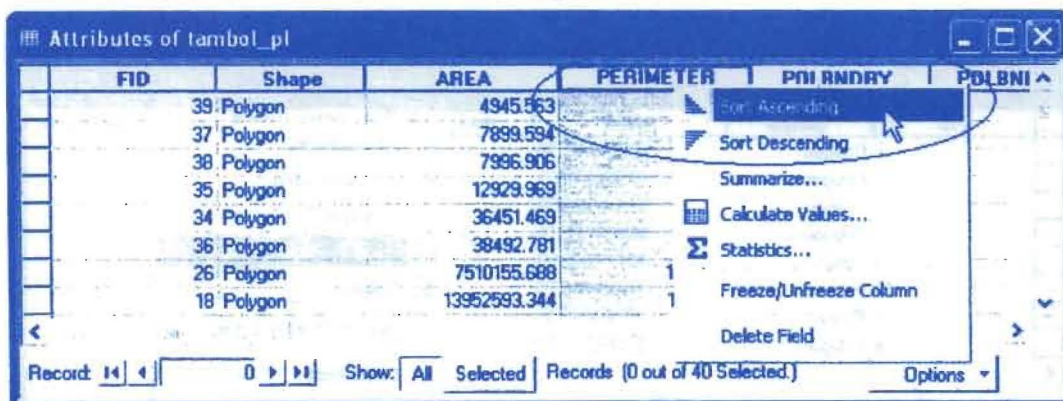 Attributes of tambol_pl
FID Shape AREA PERIMETER POLBNDRY POLBNI
39 Polygon 4945.563
37 Polygon 7899.594
38 Polygon 7996.906
35 Polygon 12929.969
34 Polygon 36451.469
36 Polygon 38492.781
26 Polygon 7510155.688 1
18 Polygon 13952593.344 1
Sort Ascending
Sort Descending
Summarize...
Calculate Values...
Σ Statistics...
Freeze/Unfreeze Column
Delete Field
Record: 0 Show: All Selected Records (0 out of 40 Selected.) Options